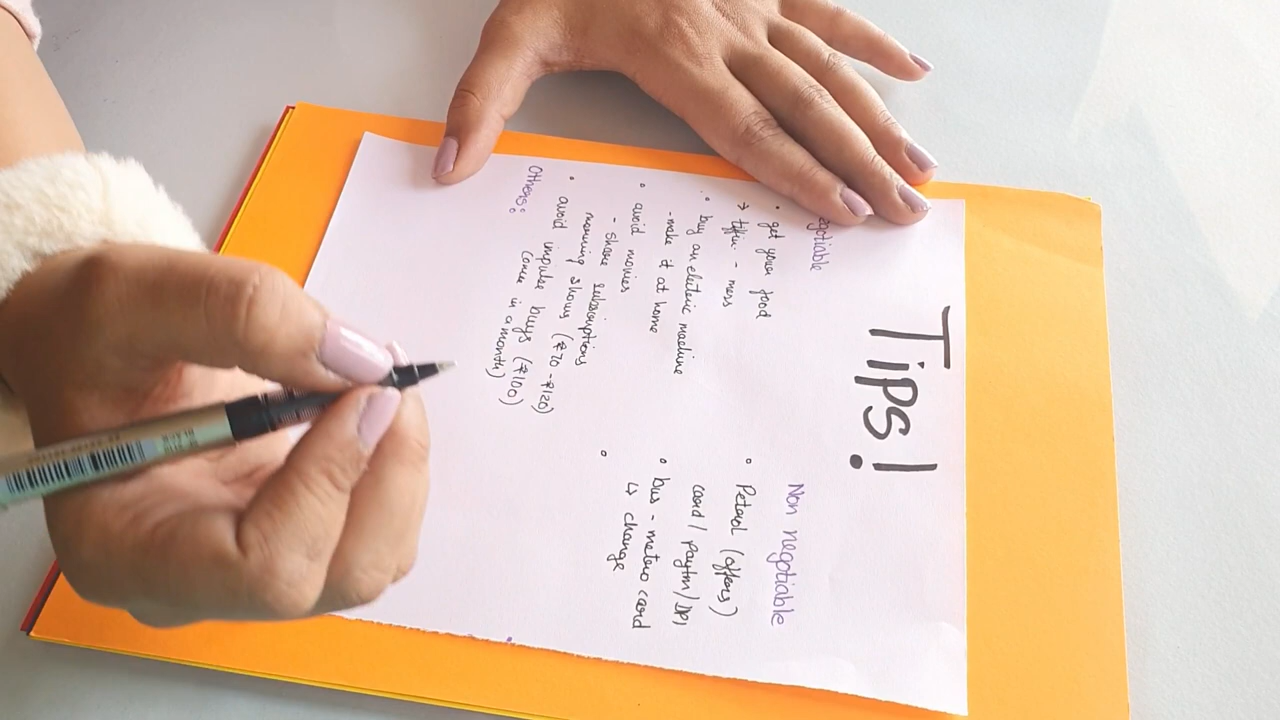 Tips!
egotiable
• get your food
→ tiffin - mess
• buy an electric machine
- make it at home
• avoid movies
- share subscriptions
morning shows (₹70 - ₹120)
• avoid impulse buys (₹100)
(once in a month)
Others:
Non negotiable
• Petrol (offers)
card / Paytm /
• bus - metro card
↳ change
•